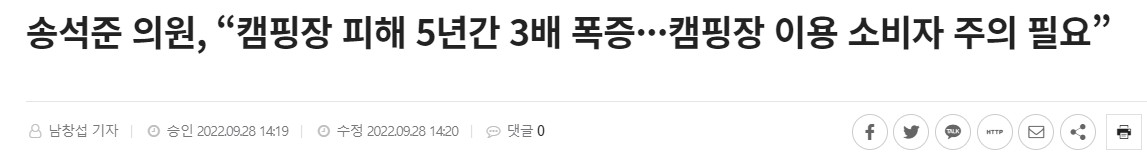 송석준 의원, “캠핑장 피해 5년간 3배 폭증···캠핑장 이용 소비자 주의 필요”
남창섭 기자 승인 2022.09.28 14:19 수정 2022.09.28 14:20 댓글 0 TALK HTTP